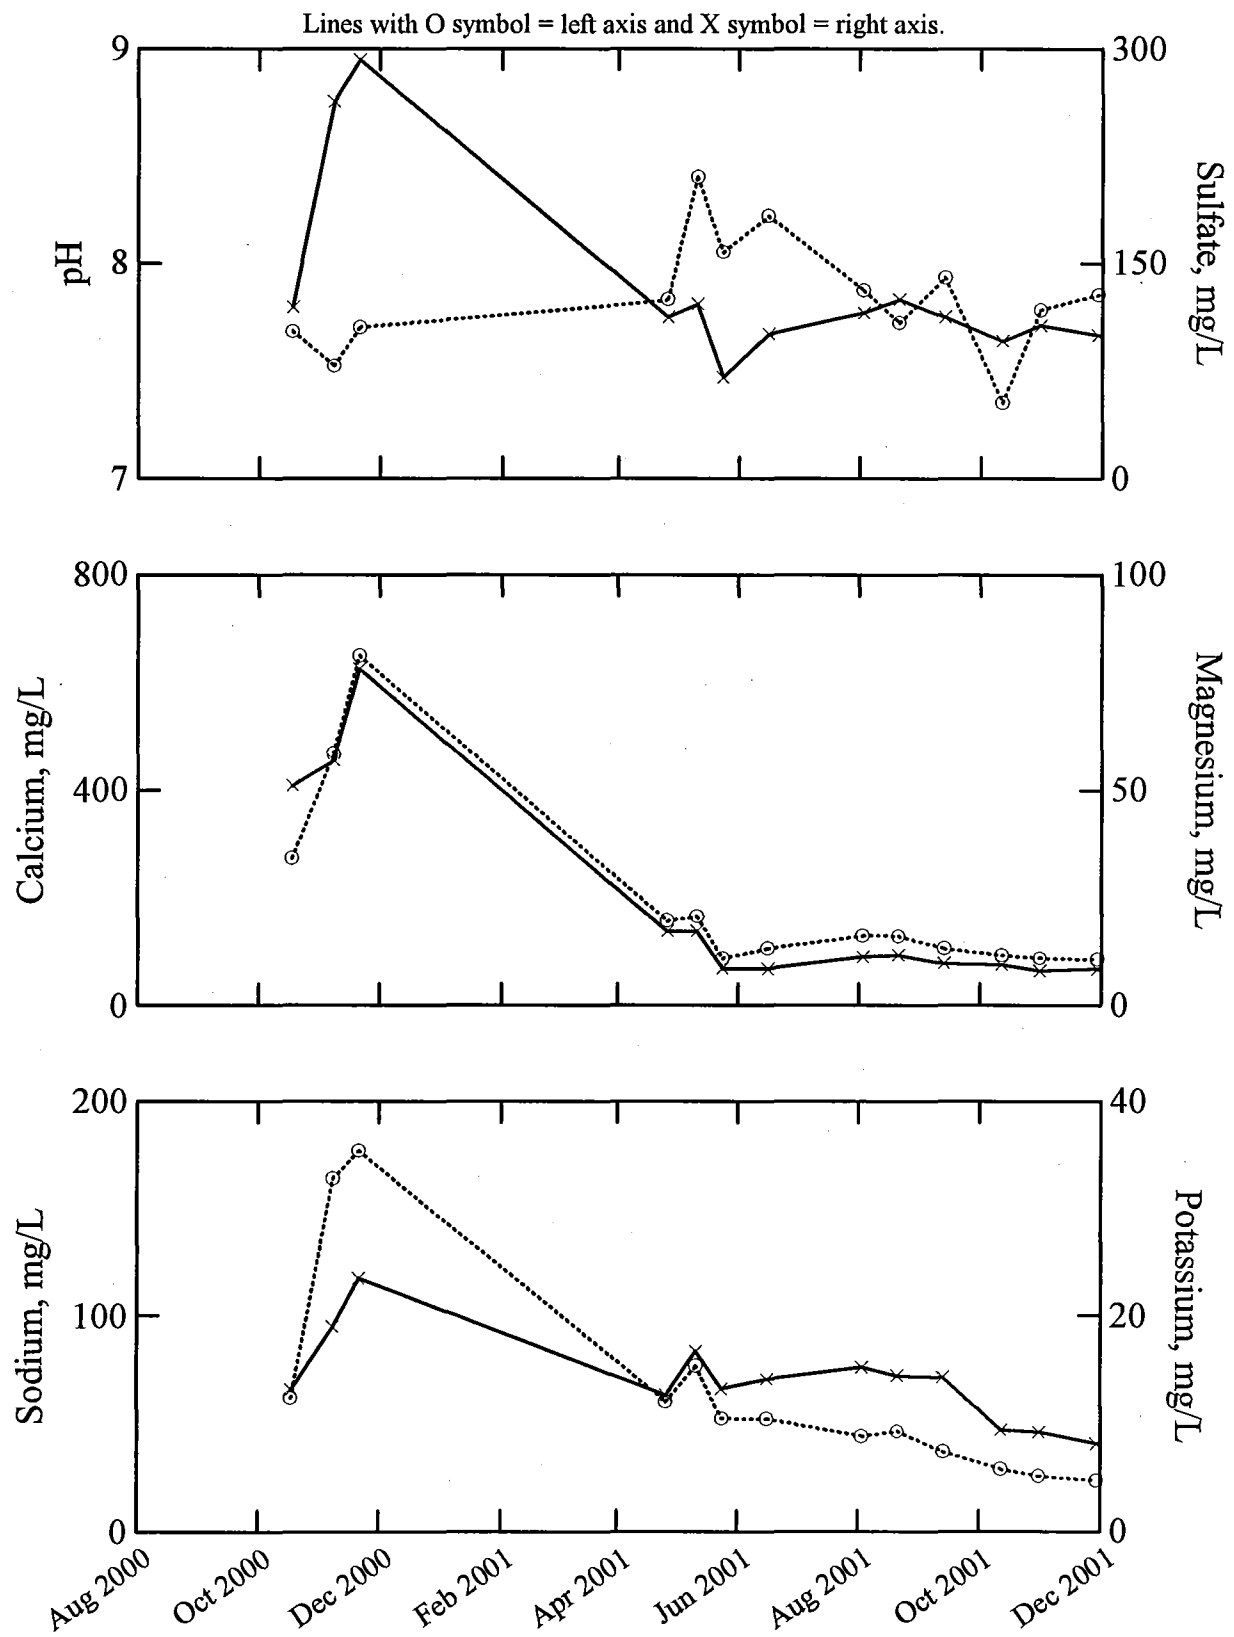 Lines with O symbol = left axis and X symbol = right axis.
9
300
pH
8
150
Sulfate, mg/L
7
0
800
100
Calcium, mg/L
400
50
Magnesium, mg/L
0
0
200
40
Sodium, mg/L
100
20
Potassium, mg/L
0
0
Aug 2000
Oct 2000
Dec 2000
Feb 2001
Apr 2001
Jun 2001
Aug 2001
Oct 2001
Dec 2001